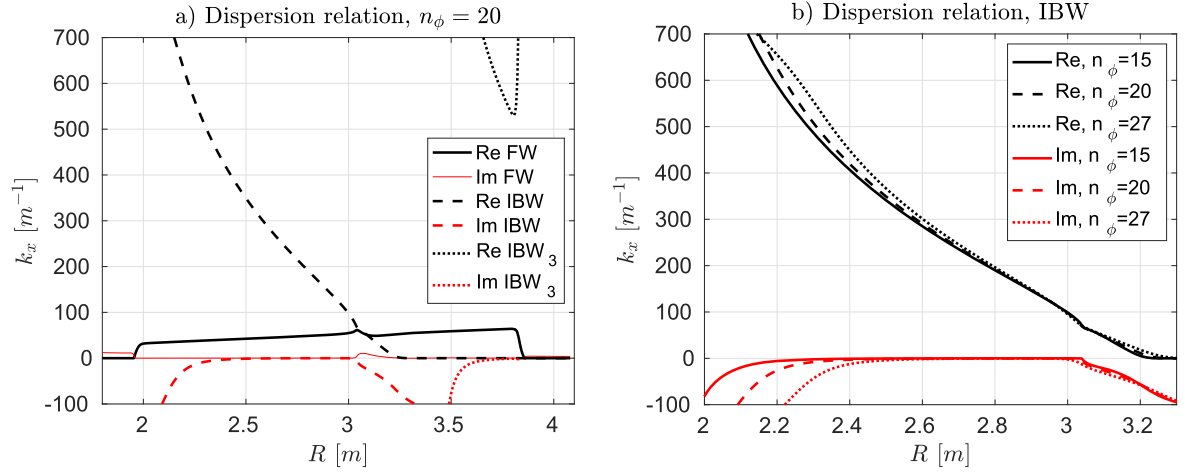 a) Dispersion relation, n_ϕ = 20
700
600
500
400
300
200
100
0
-100
k_x [m^{-1}]
2
2.5
3
3.5
4
R [m]
Re FW
Im FW
Re IBW
Im IBW
Re IBW_3
Im IBW_3
b) Dispersion relation, IBW
700
600
500
400
300
200
100
0
-100
k_x [m^{-1}]
2
2.2
2.4
2.6
2.8
3
3.2
R [m]
Re, n_ϕ=15
Re, n_ϕ=20
Re, n_ϕ=27
Im, n_ϕ=15
Im, n_ϕ=20
Im, n_ϕ=27